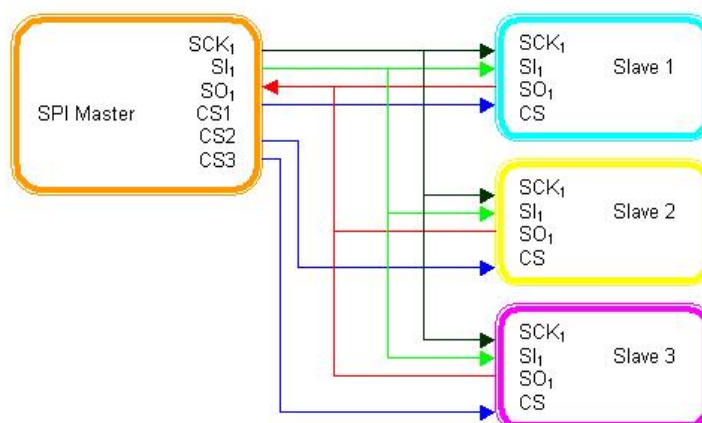 SPI Master
SCK₁
SI₁
SO₁
CS1
CS2
CS3
SCK₁
SI₁
SO₁
CS
Slave 1
SCK₁
SI₁
SO₁
CS
Slave 2
SCK₁
SI₁
SO₁
CS
Slave 3